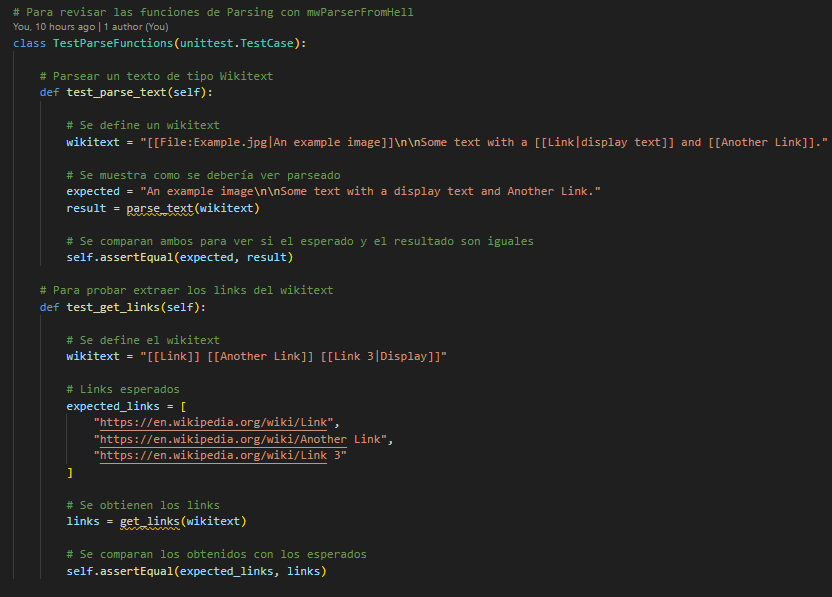 # Para revisar las funciones de Parsing con mwParserFromHell
You, 10 hours ago | 1 author (You)
class TestParseFunctions(unittest.TestCase):
# Parsear un texto de tipo Wikitext
def test_parse_text(self):
# Se define un wikitext
wikitext = "[[File:Example.jpg|An example image]]\n\nSome text with a [[Link|display text]] and [[Another Link]]."
# Se muestra como se debería ver parseado
expected = "An example image\n\nSome text with a display text and Another Link."
result = parse_text(wikitext)
# Se comparan ambos para ver si el esperado y el resultado son iguales
self.assertEqual(expected, result)
# Para probar extraer los links del wikitext
def test_get_links(self):
# Se define el wikitext
wikitext = "[[Link]] [[Another Link]] [[Link 3|Display]]"
# Links esperados
expected_links = [
"https://en.wikipedia.org/wiki/Link",
"https://en.wikipedia.org/wiki/Another Link",
"https://en.wikipedia.org/wiki/Link 3"
]
# Se obtienen los links
links = get_links(wikitext)
# Se comparan los obtenidos con los esperados
self.assertEqual(expected_links, links)